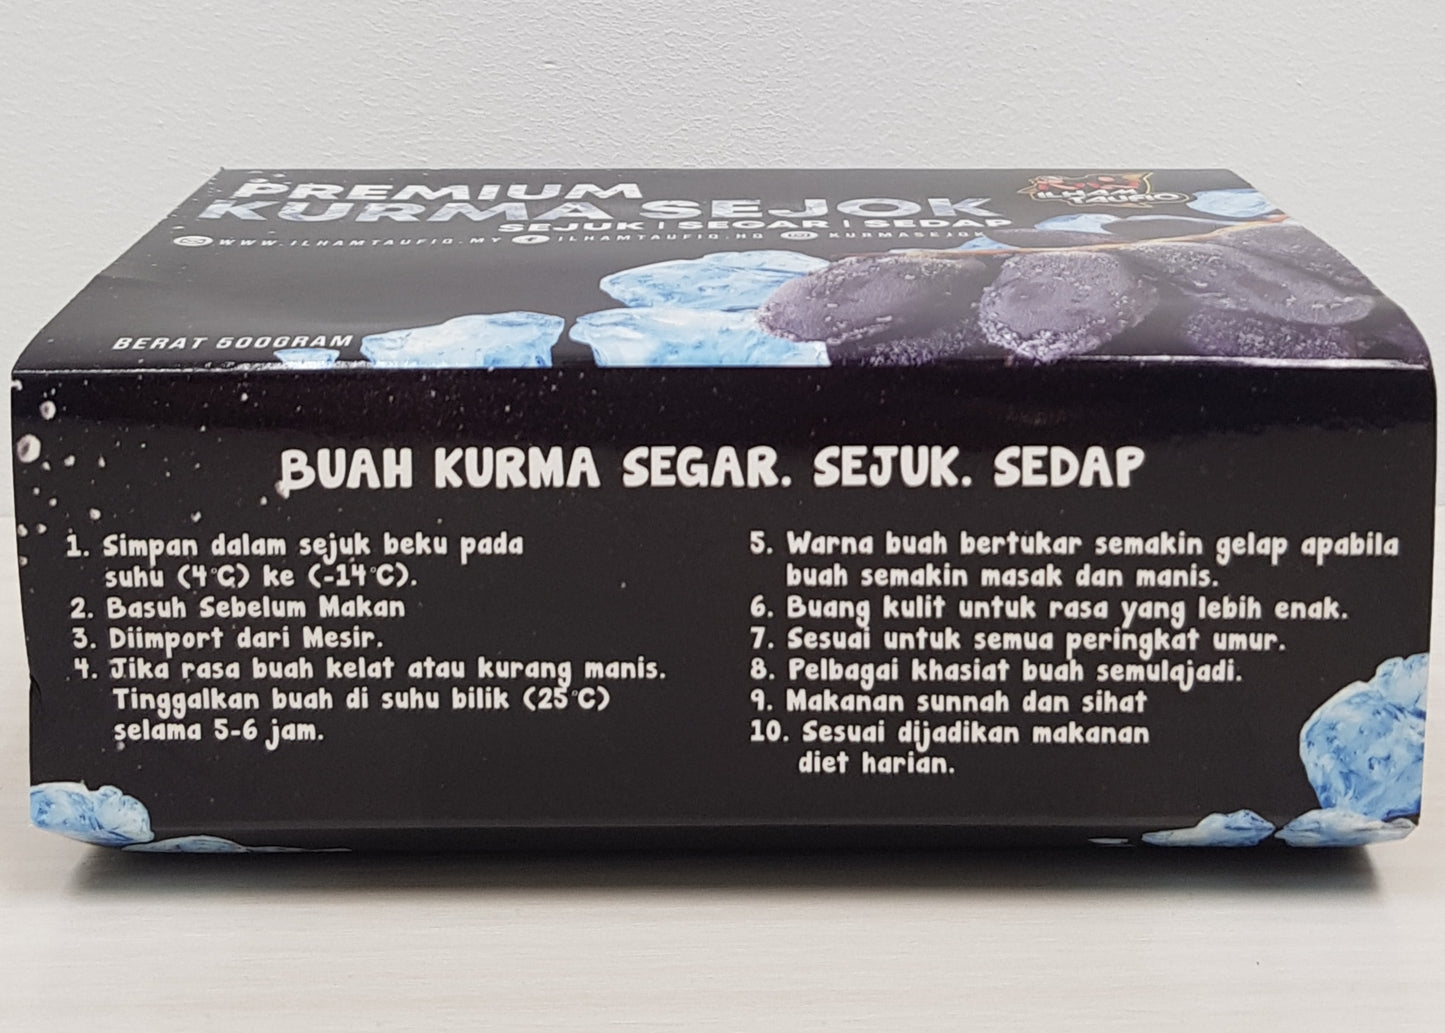 PREMIUM
KURMA SEJOK
SEJUK | SEGAR | SEDAP
WWW.ILHAMTAUFIQ.MY ILHAMTAUFIQ.HQ KURMASEJOK
ILHAM
TAUFIQ
BERAT 500GRAM
BUAH KURMA SEGAR. SEJUK. SEDAP
1. Simpan dalam sejuk beku pada
suhu (4°C) ke (-14°C).
2. Basuh Sebelum Makan
3. Diimport dari Mesir.
4. Jika rasa buah kelat atau kurang manis.
Tinggalkan buah di suhu bilik (25°C)
selama 5-6 jam.
5. Warna buah bertukar semakin gelap apabila
buah semakin masak dan manis.
6. Buang kulit untuk rasa yang lebih enak.
7. Sesuai untuk semua peringkat umur.
8. Pelbagai khasiat buah semulajadi.
9. Makanan sunnah dan sihat
10. Sesuai dijadikan makanan
diet harian.